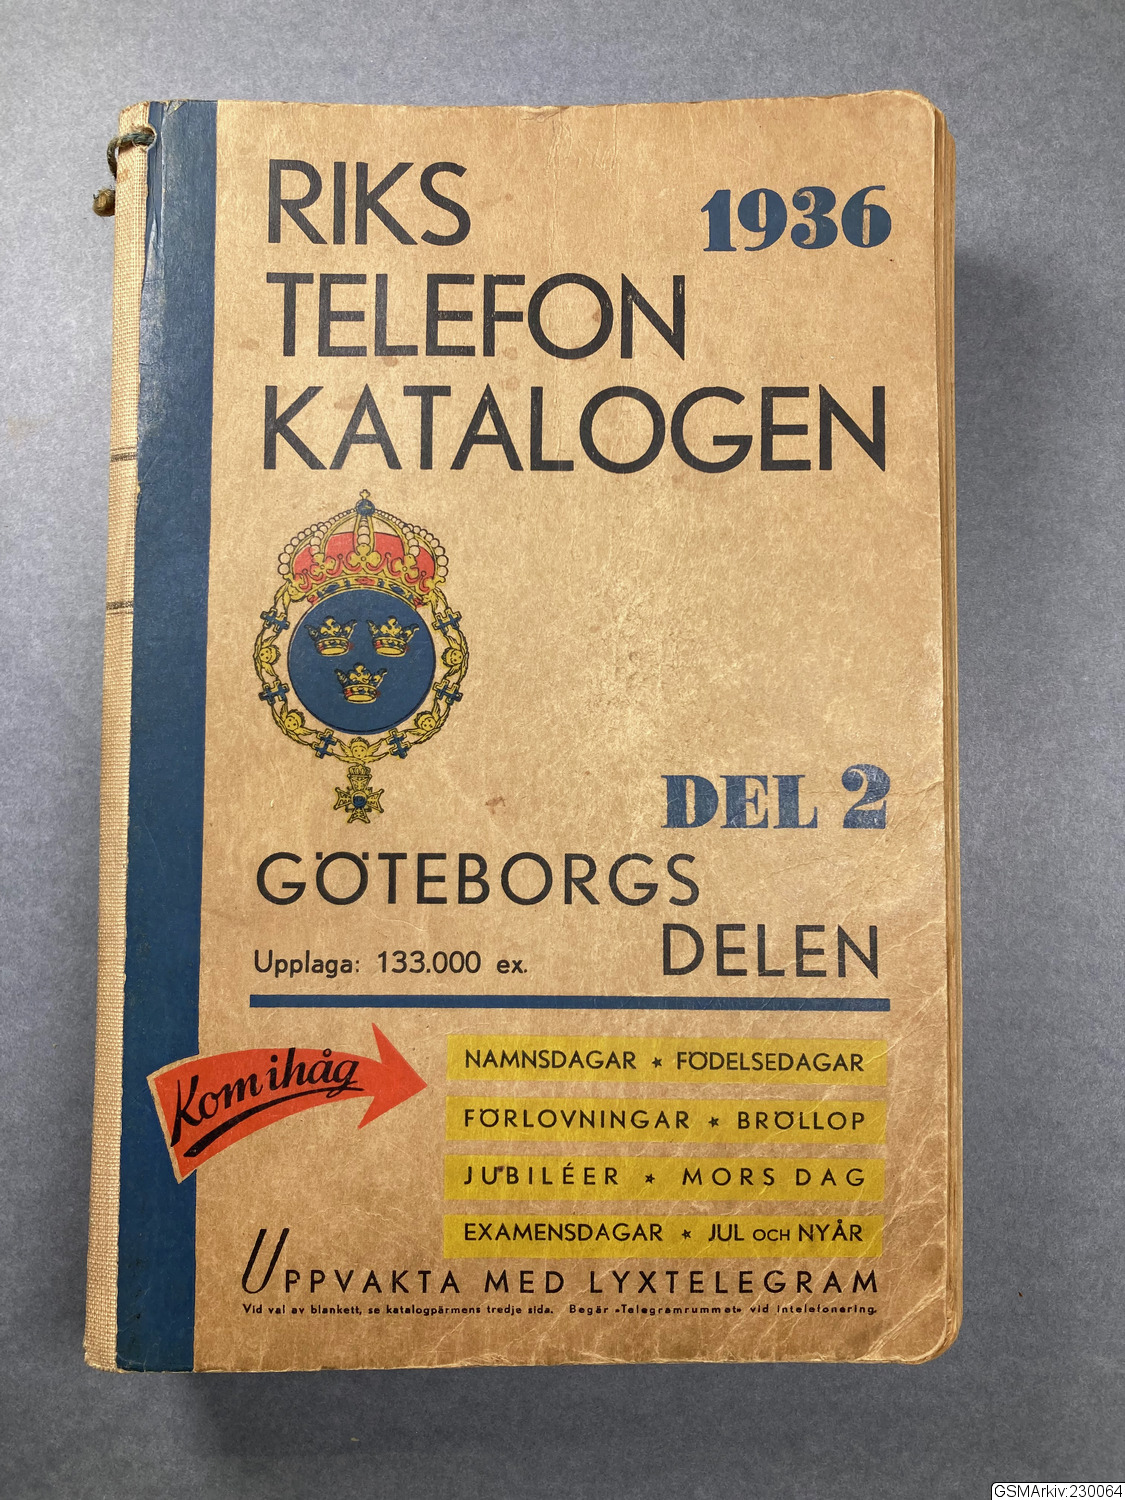 RIKS
1936
TELEFON
KATALOGEN
DEL 2
GÖTEBORGS
DELEN
Upplaga: 133.000 ex.
Kom ihåg
NAMNSDAGAR ★ FÖDELSEDAGAR
FÖRLOVNINGAR ★ BRÖLLOP
JUBILÉER ★ MORS DAG
EXAMENSDAGAR ★ JUL OCH NYÅR
UPPVAKTA MED LYXTELEGRAM
Vid val av blankett, se katalogpärmens tredje sida. Begär »Telegramrummet» vid intelefonering.
GSMArkiv:230064